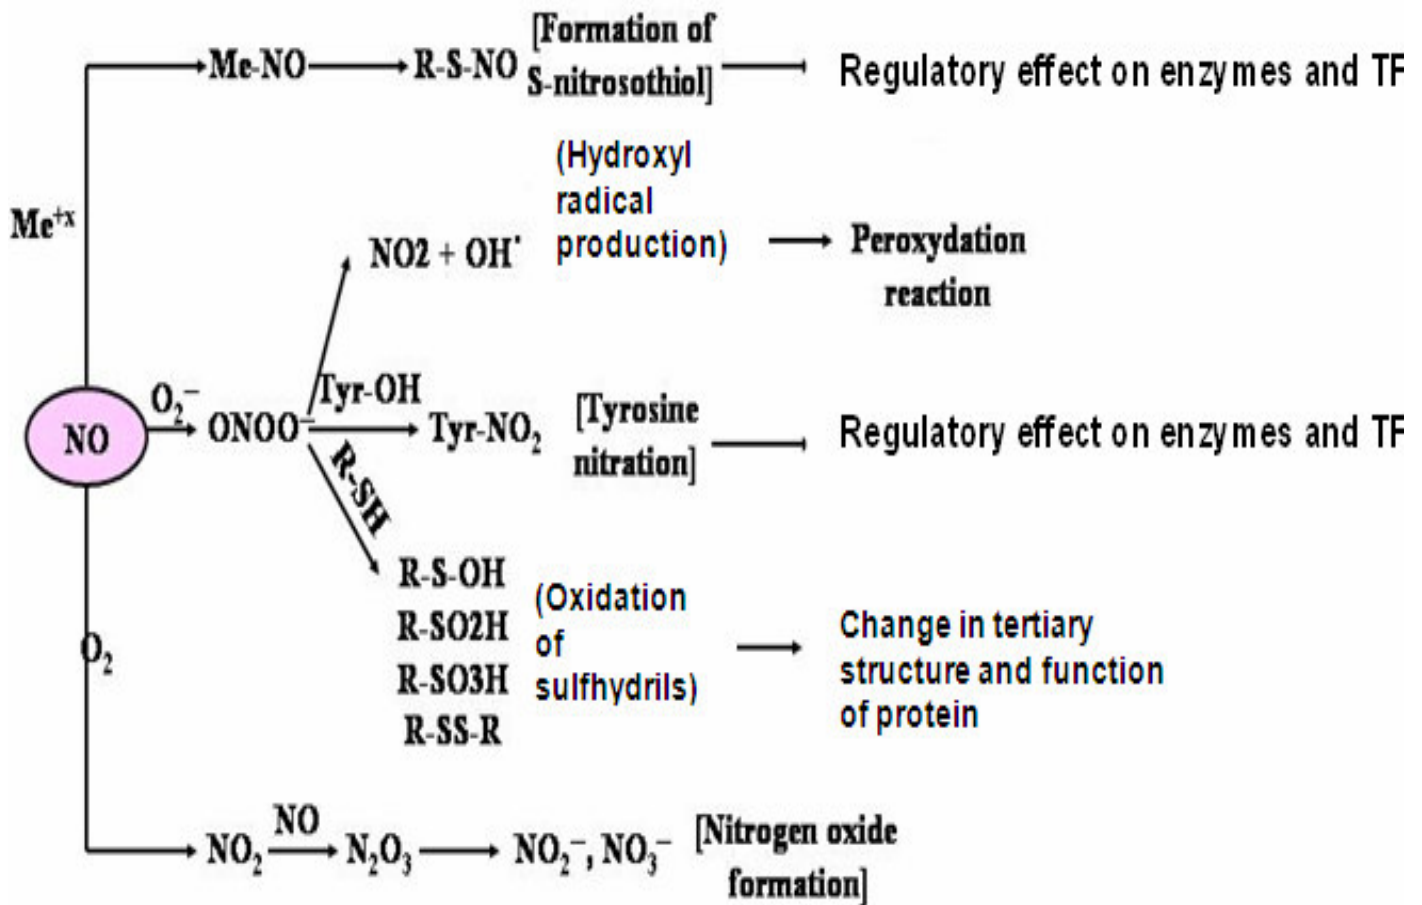 Me-NO R-S-NO [Formation of S-nitrosothiol] Regulatory effect on enzymes and TF
(Hydroxyl
radical
production)
Me⁺ˣ
NO2 + OH˙
Peroxydation
reaction
NO
O₂⁻
ONOO⁻
Tyr-OH
Tyr-NO₂
[Tyrosine
nitration]
Regulatory effect on enzymes and TF
R-SH
R-S-OH
R-SO2H
R-SO3H
R-SS-R
(Oxidation
of
sulfhydrils)
Change in tertiary
structure and function
of protein
O₂
NO₂
NO
N₂O₃
NO₂⁻, NO₃⁻
[Nitrogen oxide
formation]